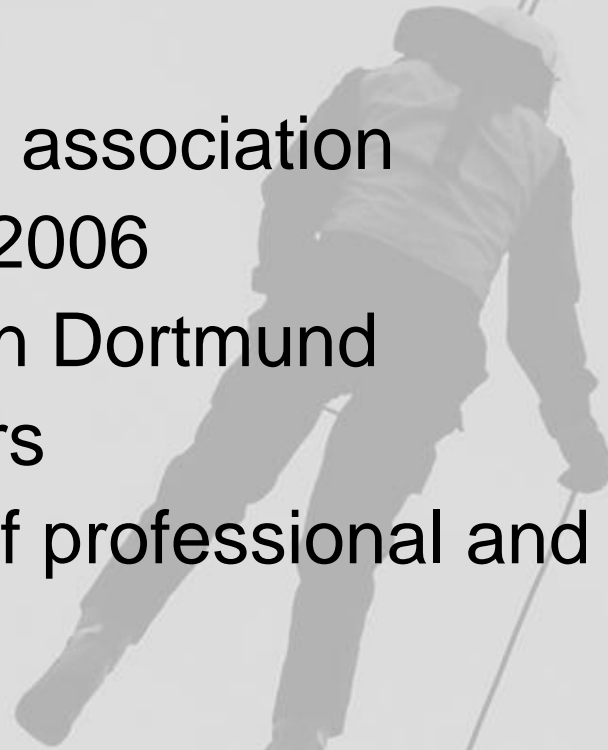 association
2006
n Dortmund
rs
f professional and